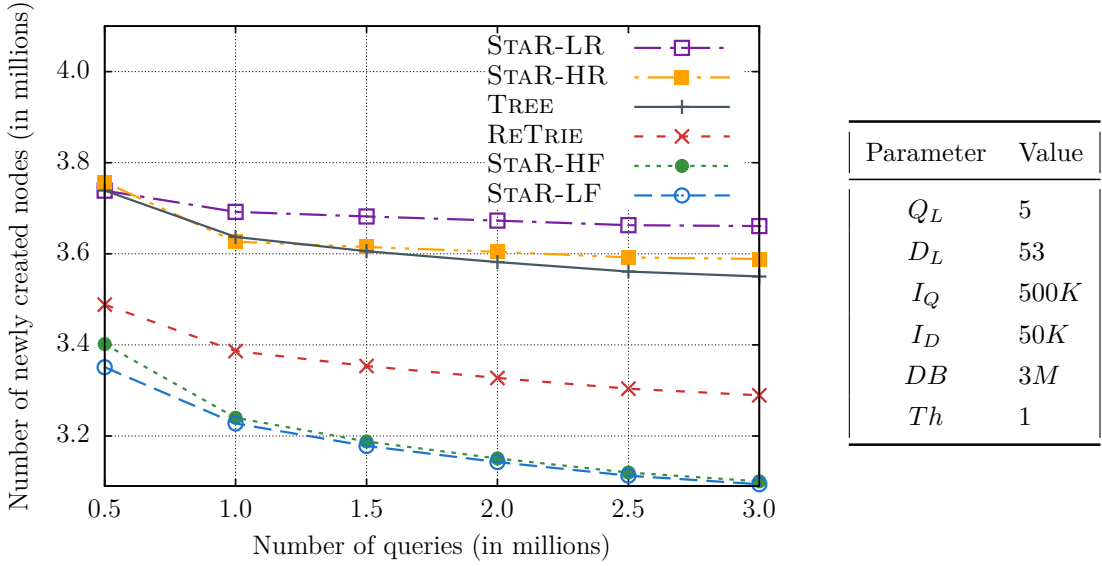 Number of newly created nodes (in millions)
4.0
3.8
3.6
3.4
3.2
0.5 1.0 1.5 2.0 2.5 3.0
Number of queries (in millions)
STAR-LR
STAR-HR
TREE
RETRIE
STAR-HF
STAR-LF
Parameter Value
Q_L 5
D_L 53
I_Q 500K
I_D 50K
DB 3M
Th 1